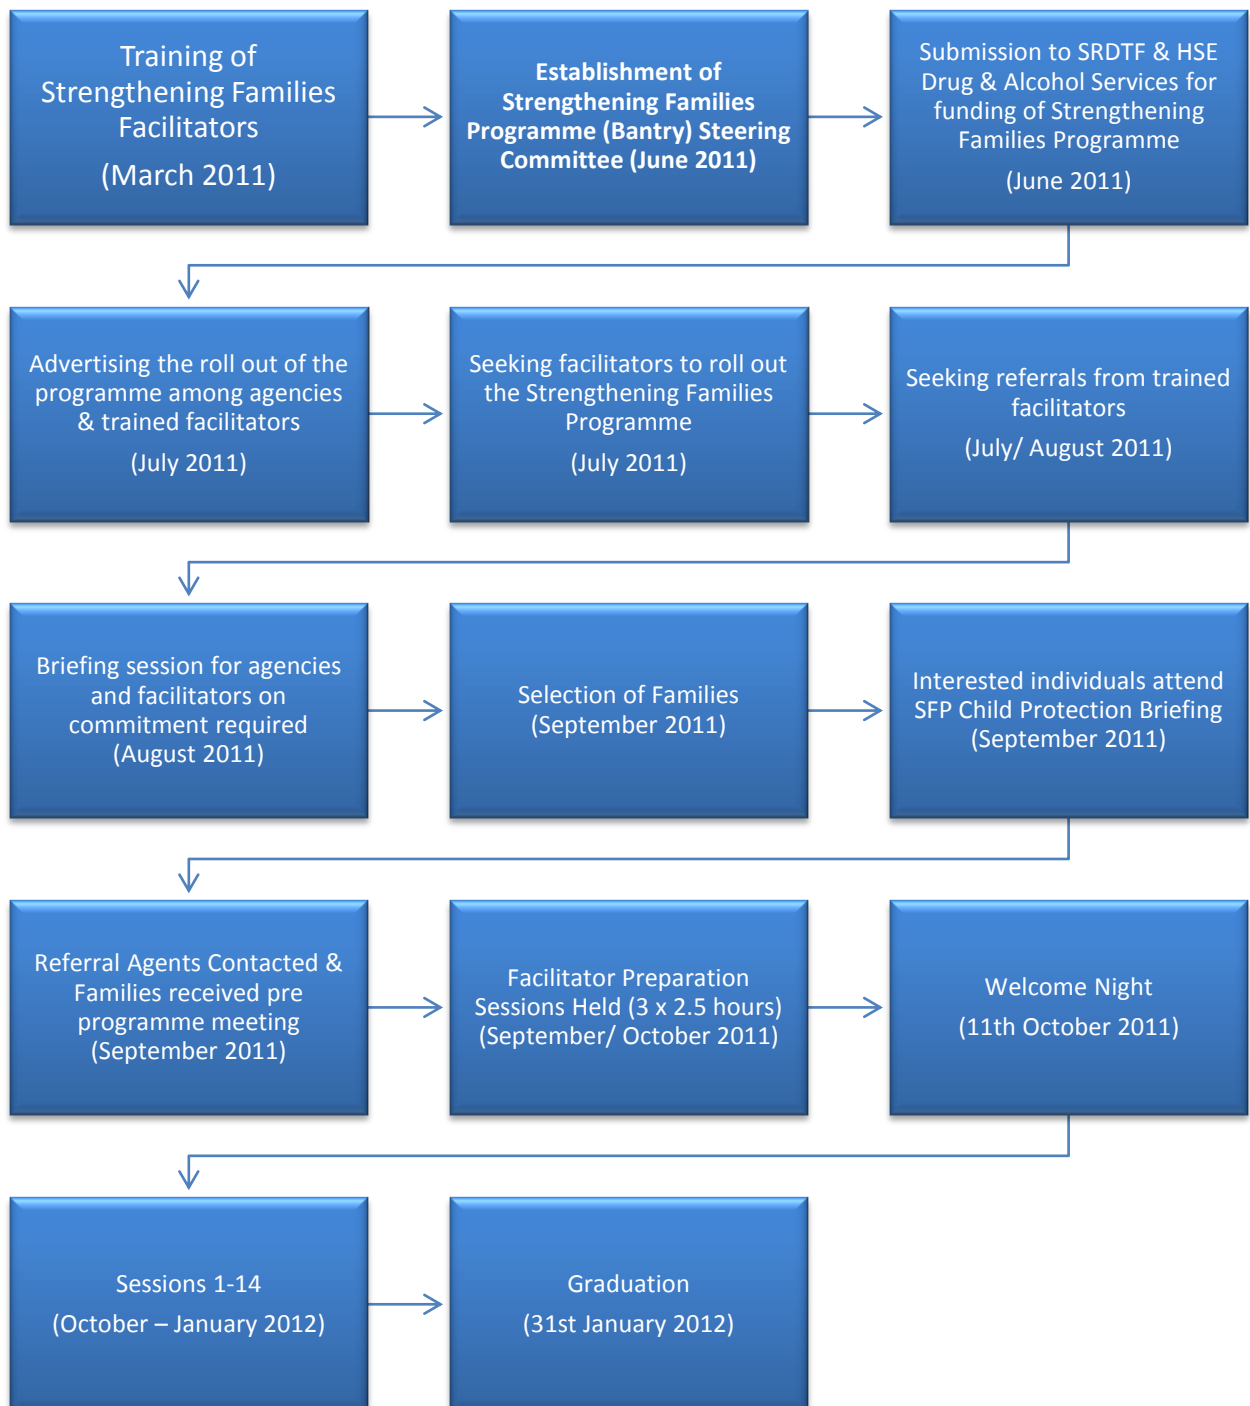 Training of
Strengthening Families
Facilitators
(March 2011)
Establishment of
Strengthening Families
Programme (Bantry) Steering
Committee (June 2011)
Submission to SRDTF & HSE
Drug & Alcohol Services for
funding of Strengthening
Families Programme
(June 2011)
Advertising the roll out of the
programme among agencies
& trained facilitators
(July 2011)
Seeking facilitators to roll out
the Strengthening Families
Programme
(July 2011)
Seeking referrals from trained
facilitators
(July/ August 2011)
Briefing session for agencies
and facilitators on
commitment required
(August 2011)
Selection of Families
(September 2011)
Interested individuals attend
SFP Child Protection Briefing
(September 2011)
Referral Agents Contacted &
Families received pre
programme meeting
(September 2011)
Facilitator Preparation
Sessions Held (3 x 2.5 hours)
(September/ October 2011)
Welcome Night
(11th October 2011)
Sessions 1-14
(October – January 2012)
Graduation
(31st January 2012)